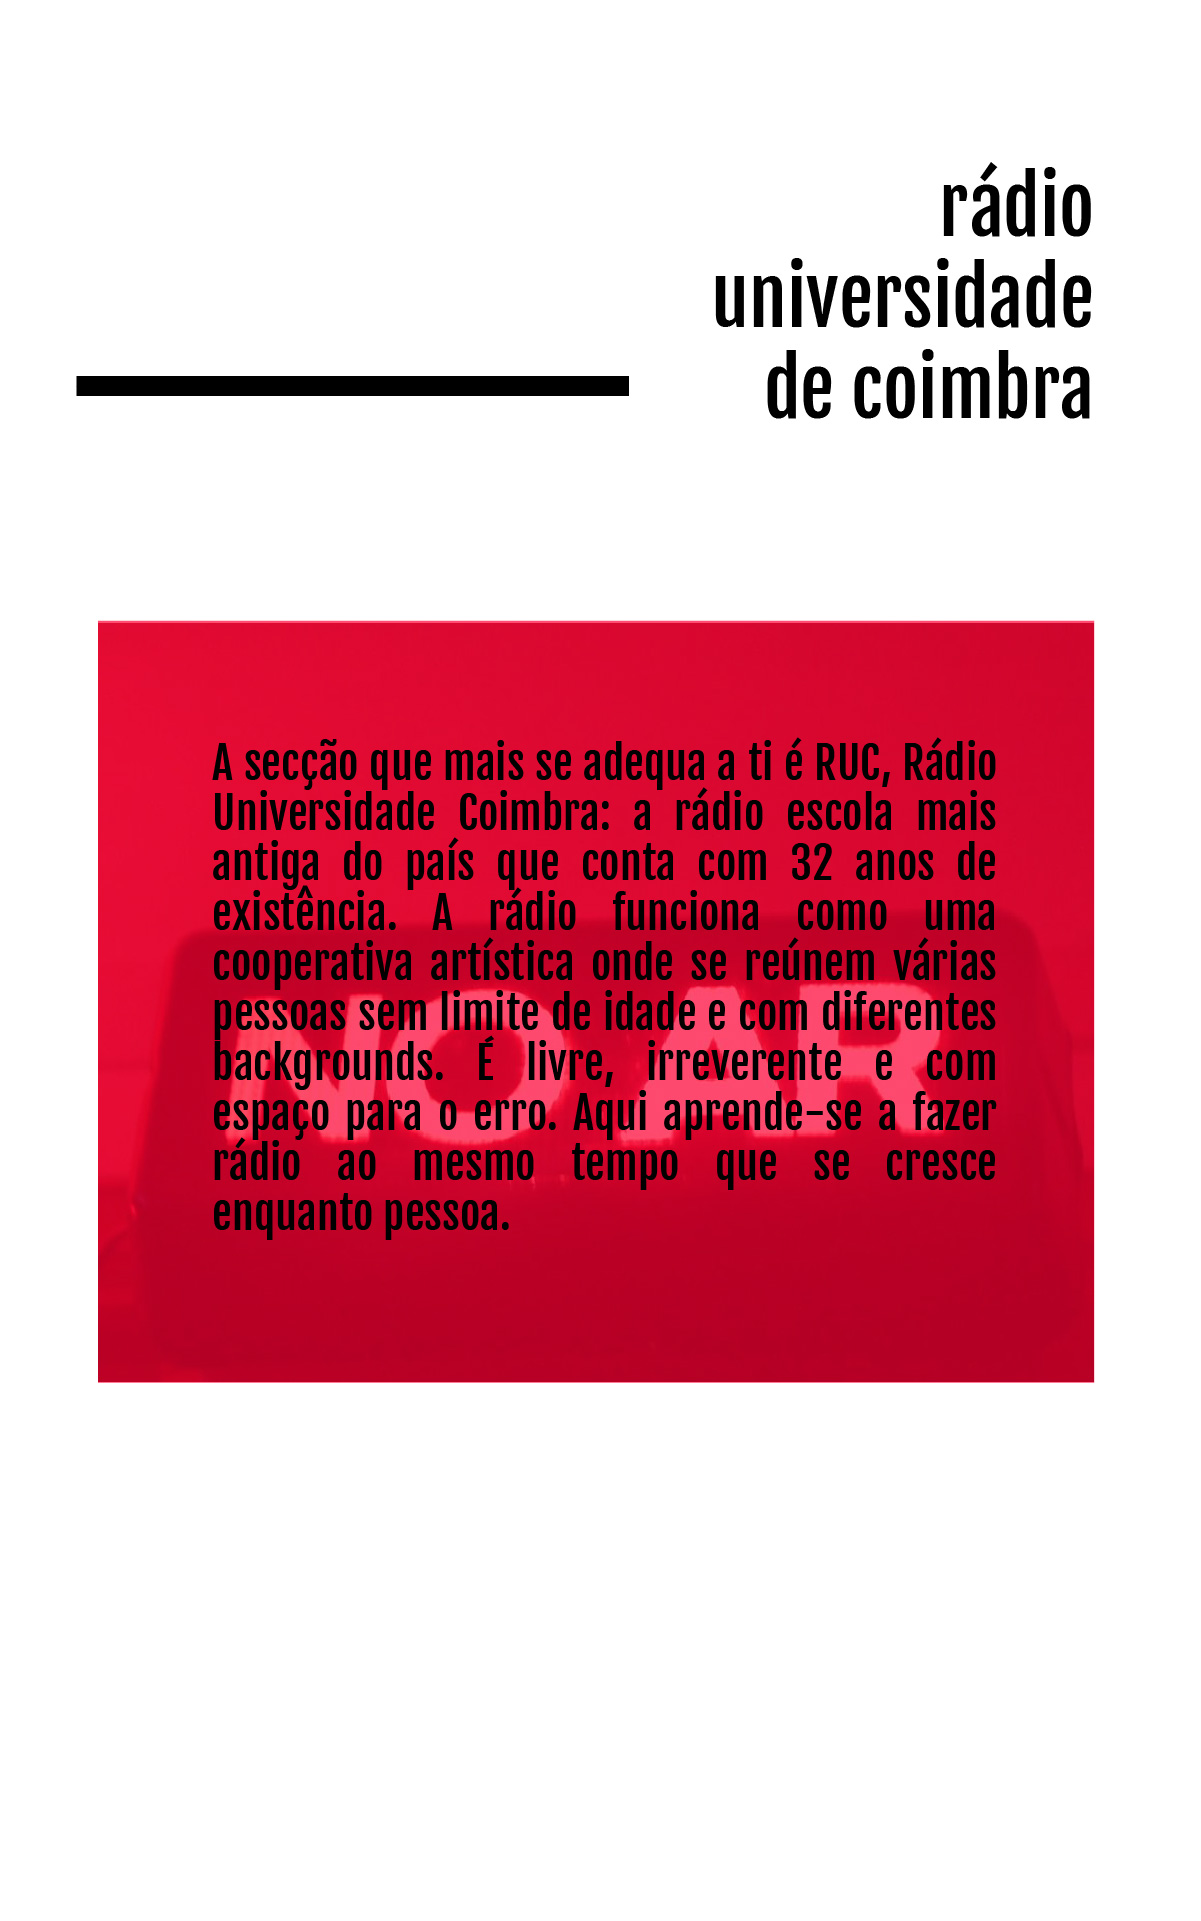 rádio
universidade
de coimbra
A secção que mais se adequa a ti é RUC, Rádio
Universidade Coimbra: a rádio escola mais
antiga do país que conta com 32 anos de
existência. A rádio funciona como uma
cooperativa artística onde se reúnem várias
pessoas sem limite de idade e com diferentes
backgrounds. É livre, irreverente e com
espaço para o erro. Aqui aprende-se a fazer
rádio ao mesmo tempo que se cresce
enquanto pessoa.
NO AR